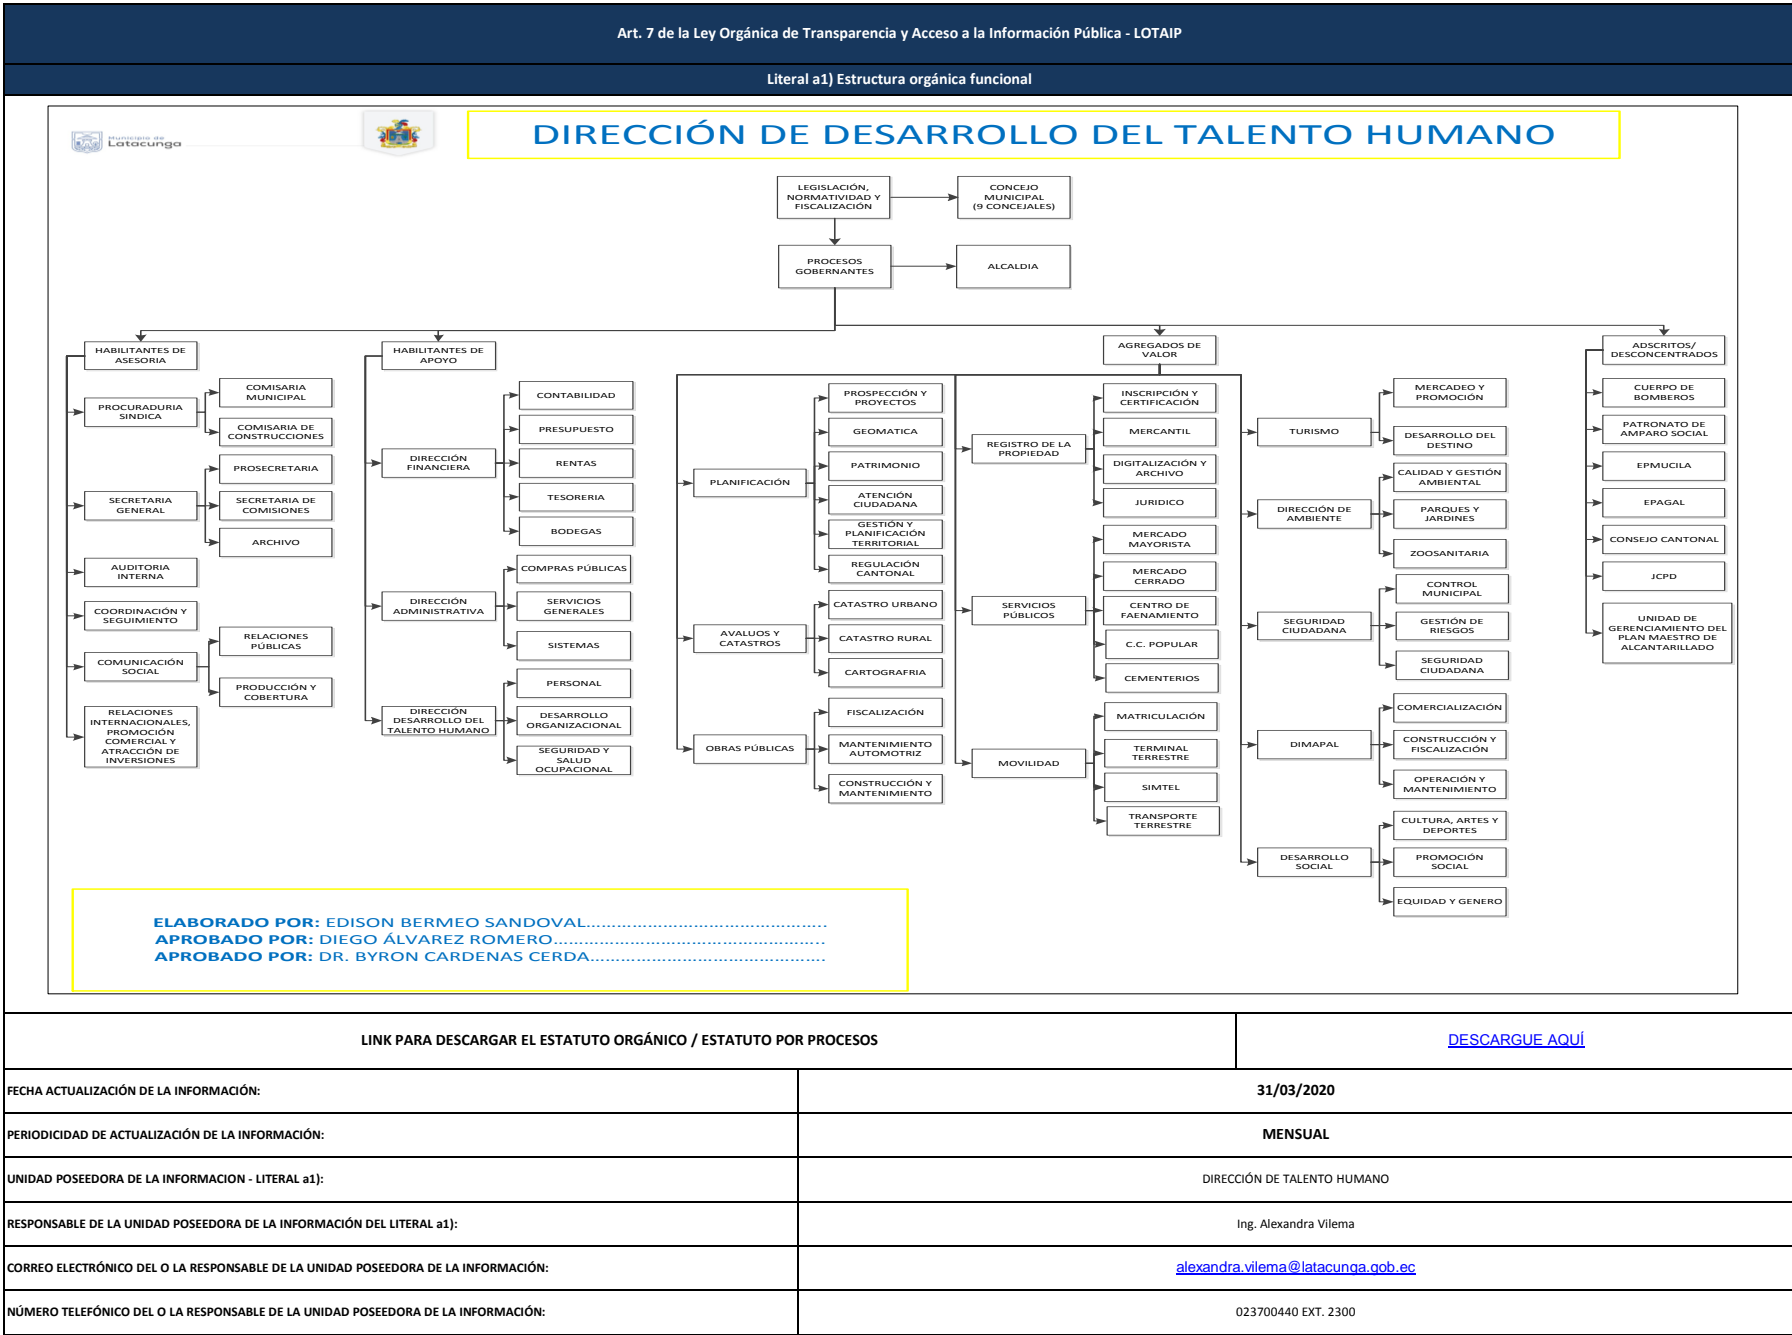 Art. 7 de la Ley Orgánica de Transparencia y Acceso a la Información Pública - LOTAIP
Literal a1) Estructura orgánica funcional
Municipio de
Latacunga
DIRECCIÓN DE DESARROLLO DEL TALENTO HUMANO
LEGISLACIÓN,
NORMATIVIDAD Y
FISCALIZACIÓN
CONCEJO
MUNICIPAL
(9 CONCEJALES)
PROCESOS
GOBERNANTES
ALCALDIA
HABILITANTES DE
ASESORIA
PROCURADURIA
SINDICA
COMISARIA
MUNICIPAL
COMISARIA DE
CONSTRUCCIONES
SECRETARIA
GENERAL
PROSECRETARIA
SECRETARIA DE
COMISIONES
ARCHIVO
AUDITORIA
INTERNA
COORDINACIÓN Y
SEGUIMIENTO
COMUNICACIÓN
SOCIAL
RELACIONES
PÚBLICAS
PRODUCCIÓN Y
COBERTURA
RELACIONES
INTERNACIONALES,
PROMOCIÓN
COMERCIAL Y
ATRACCIÓN DE
INVERSIONES
HABILITANTES DE
APOYO
DIRECCIÓN
FINANCIERA
CONTABILIDAD
PRESUPUESTO
RENTAS
TESORERIA
BODEGAS
DIRECCIÓN
ADMINISTRATIVA
COMPRAS PÚBLICAS
SERVICIOS
GENERALES
SISTEMAS
DIRECCIÓN
DESARROLLO DEL
TALENTO HUMANO
PERSONAL
DESARROLLO
ORGANIZACIONAL
SEGURIDAD Y
SALUD
OCUPACIONAL
AGREGADOS DE
VALOR
PLANIFICACIÓN
PROSPECCIÓN Y
PROYECTOS
GEOMATICA
PATRIMONIO
ATENCIÓN
CIUDADANA
GESTIÓN Y
PLANIFICACIÓN
TERRITORIAL
REGULACIÓN
CANTONAL
AVALUOS Y
CATASTROS
CATASTRO URBANO
CATASTRO RURAL
CARTOGRAFRIA
OBRAS PÚBLICAS
FISCALIZACIÓN
MANTENIMIENTO
AUTOMOTRIZ
CONSTRUCCIÓN Y
MANTENIMIENTO
REGISTRO DE LA
PROPIEDAD
INSCRIPCIÓN Y
CERTIFICACIÓN
MERCANTIL
DIGITALIZACIÓN Y
ARCHIVO
JURIDICO
SERVICIOS
PÚBLICOS
MERCADO
MAYORISTA
MERCADO
CERRADO
CENTRO DE
FAENAMIENTO
C.C. POPULAR
CEMENTERIOS
MOVILIDAD
MATRICULACIÓN
TERMINAL
TERRESTRE
SIMTEL
TRANSPORTE
TERRESTRE
TURISMO
MERCADEO Y
PROMOCIÓN
DESARROLLO DEL
DESTINO
DIRECCIÓN DE
AMBIENTE
CALIDAD Y GESTIÓN
AMBIENTAL
PARQUES Y
JARDINES
ZOOSANITARIA
SEGURIDAD
CIUDADANA
CONTROL
MUNICIPAL
GESTIÓN DE
RIESGOS
SEGURIDAD
CIUDADANA
DIMAPAL
COMERCIALIZACIÓN
CONSTRUCCIÓN Y
FISCALIZACIÓN
OPERACIÓN Y
MANTENIMIENTO
DESARROLLO
SOCIAL
CULTURA, ARTES Y
DEPORTES
PROMOCIÓN
SOCIAL
EQUIDAD Y GENERO
ADSCRITOS/
DESCONCENTRADOS
CUERPO DE
BOMBEROS
PATRONATO DE
AMPARO SOCIAL
EPMUCILA
EPAGAL
CONSEJO CANTONAL
JCPD
UNIDAD DE
GERENCIAMIENTO DEL
PLAN MAESTRO DE
ALCANTARILLADO
ELABORADO POR: EDISON BERMEO SANDOVAL...........................................
APROBADO POR: DIEGO ÁLVAREZ ROMERO.................................................
APROBADO POR: DR. BYRON CARDENAS CERDA..........................................
LINK PARA DESCARGAR EL ESTATUTO ORGÁNICO / ESTATUTO POR PROCESOS
DESCARGUE AQUÍ
FECHA ACTUALIZACIÓN DE LA INFORMACIÓN:
31/03/2020
PERIODICIDAD DE ACTUALIZACIÓN DE LA INFORMACIÓN:
MENSUAL
UNIDAD POSEEDORA DE LA INFORMACION - LITERAL a1):
DIRECCIÓN DE TALENTO HUMANO
RESPONSABLE DE LA UNIDAD POSEEDORA DE LA INFORMACIÓN DEL LITERAL a1):
Ing. Alexandra Vilema
CORREO ELECTRÓNICO DEL O LA RESPONSABLE DE LA UNIDAD POSEEDORA DE LA INFORMACIÓN:
alexandra.vilema@latacunga.gob.ec
NÚMERO TELEFÓNICO DEL O LA RESPONSABLE DE LA UNIDAD POSEEDORA DE LA INFORMACIÓN:
023700440 EXT. 2300